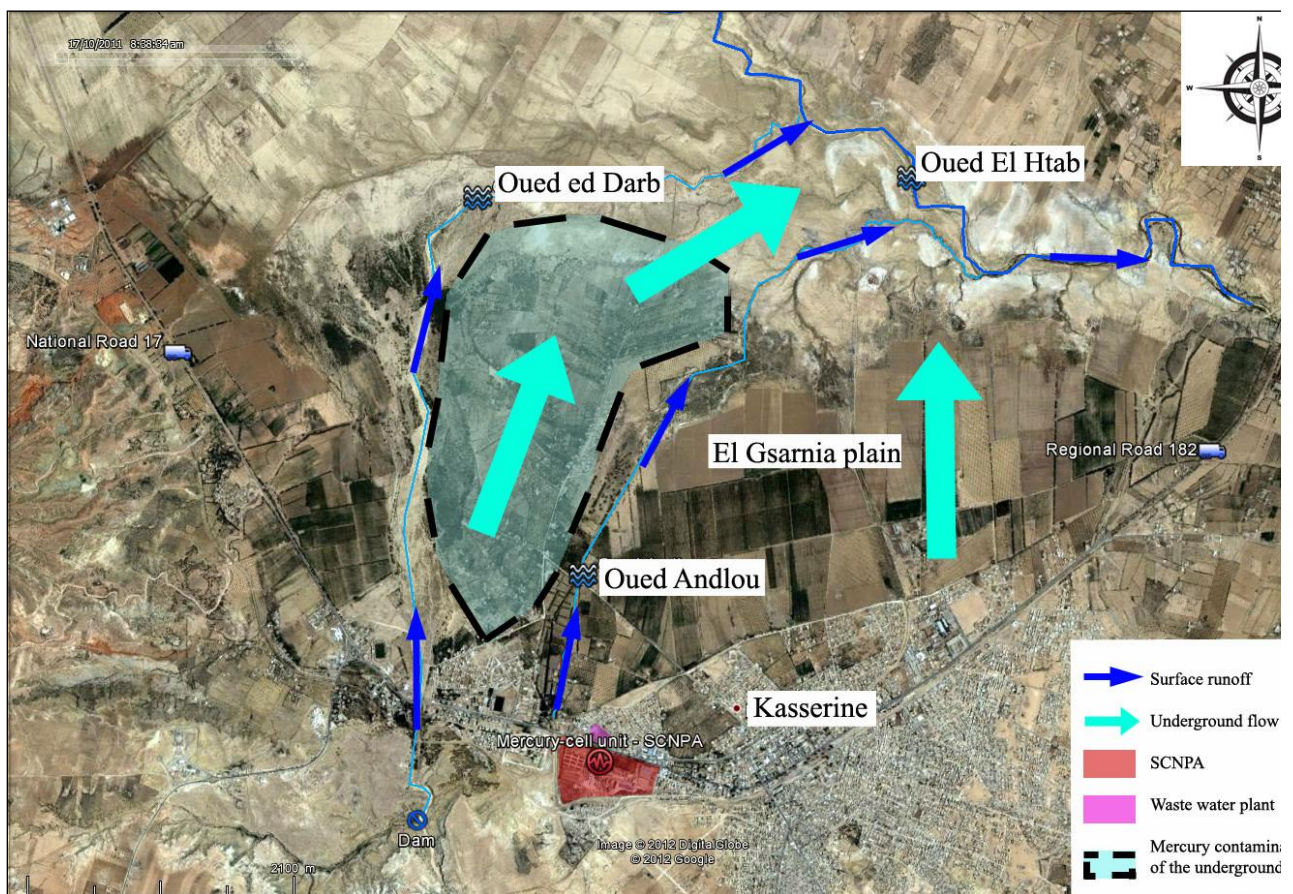 17/10/2011 8:38:34 am
N
W
E
S
Oued El Htab
Oued ed Darb
National Road 17
El Gsarnia plain
Regional Road 182
Oued Andlou
Kasserine
Mercury-cell unit - SCNPA
Dam
Image © 2012 DigitalGlobe
© 2012 Google
2100 m
Surface runoff
Underground flow
SCNPA
Waste water plant
Mercury contamina
of the underground